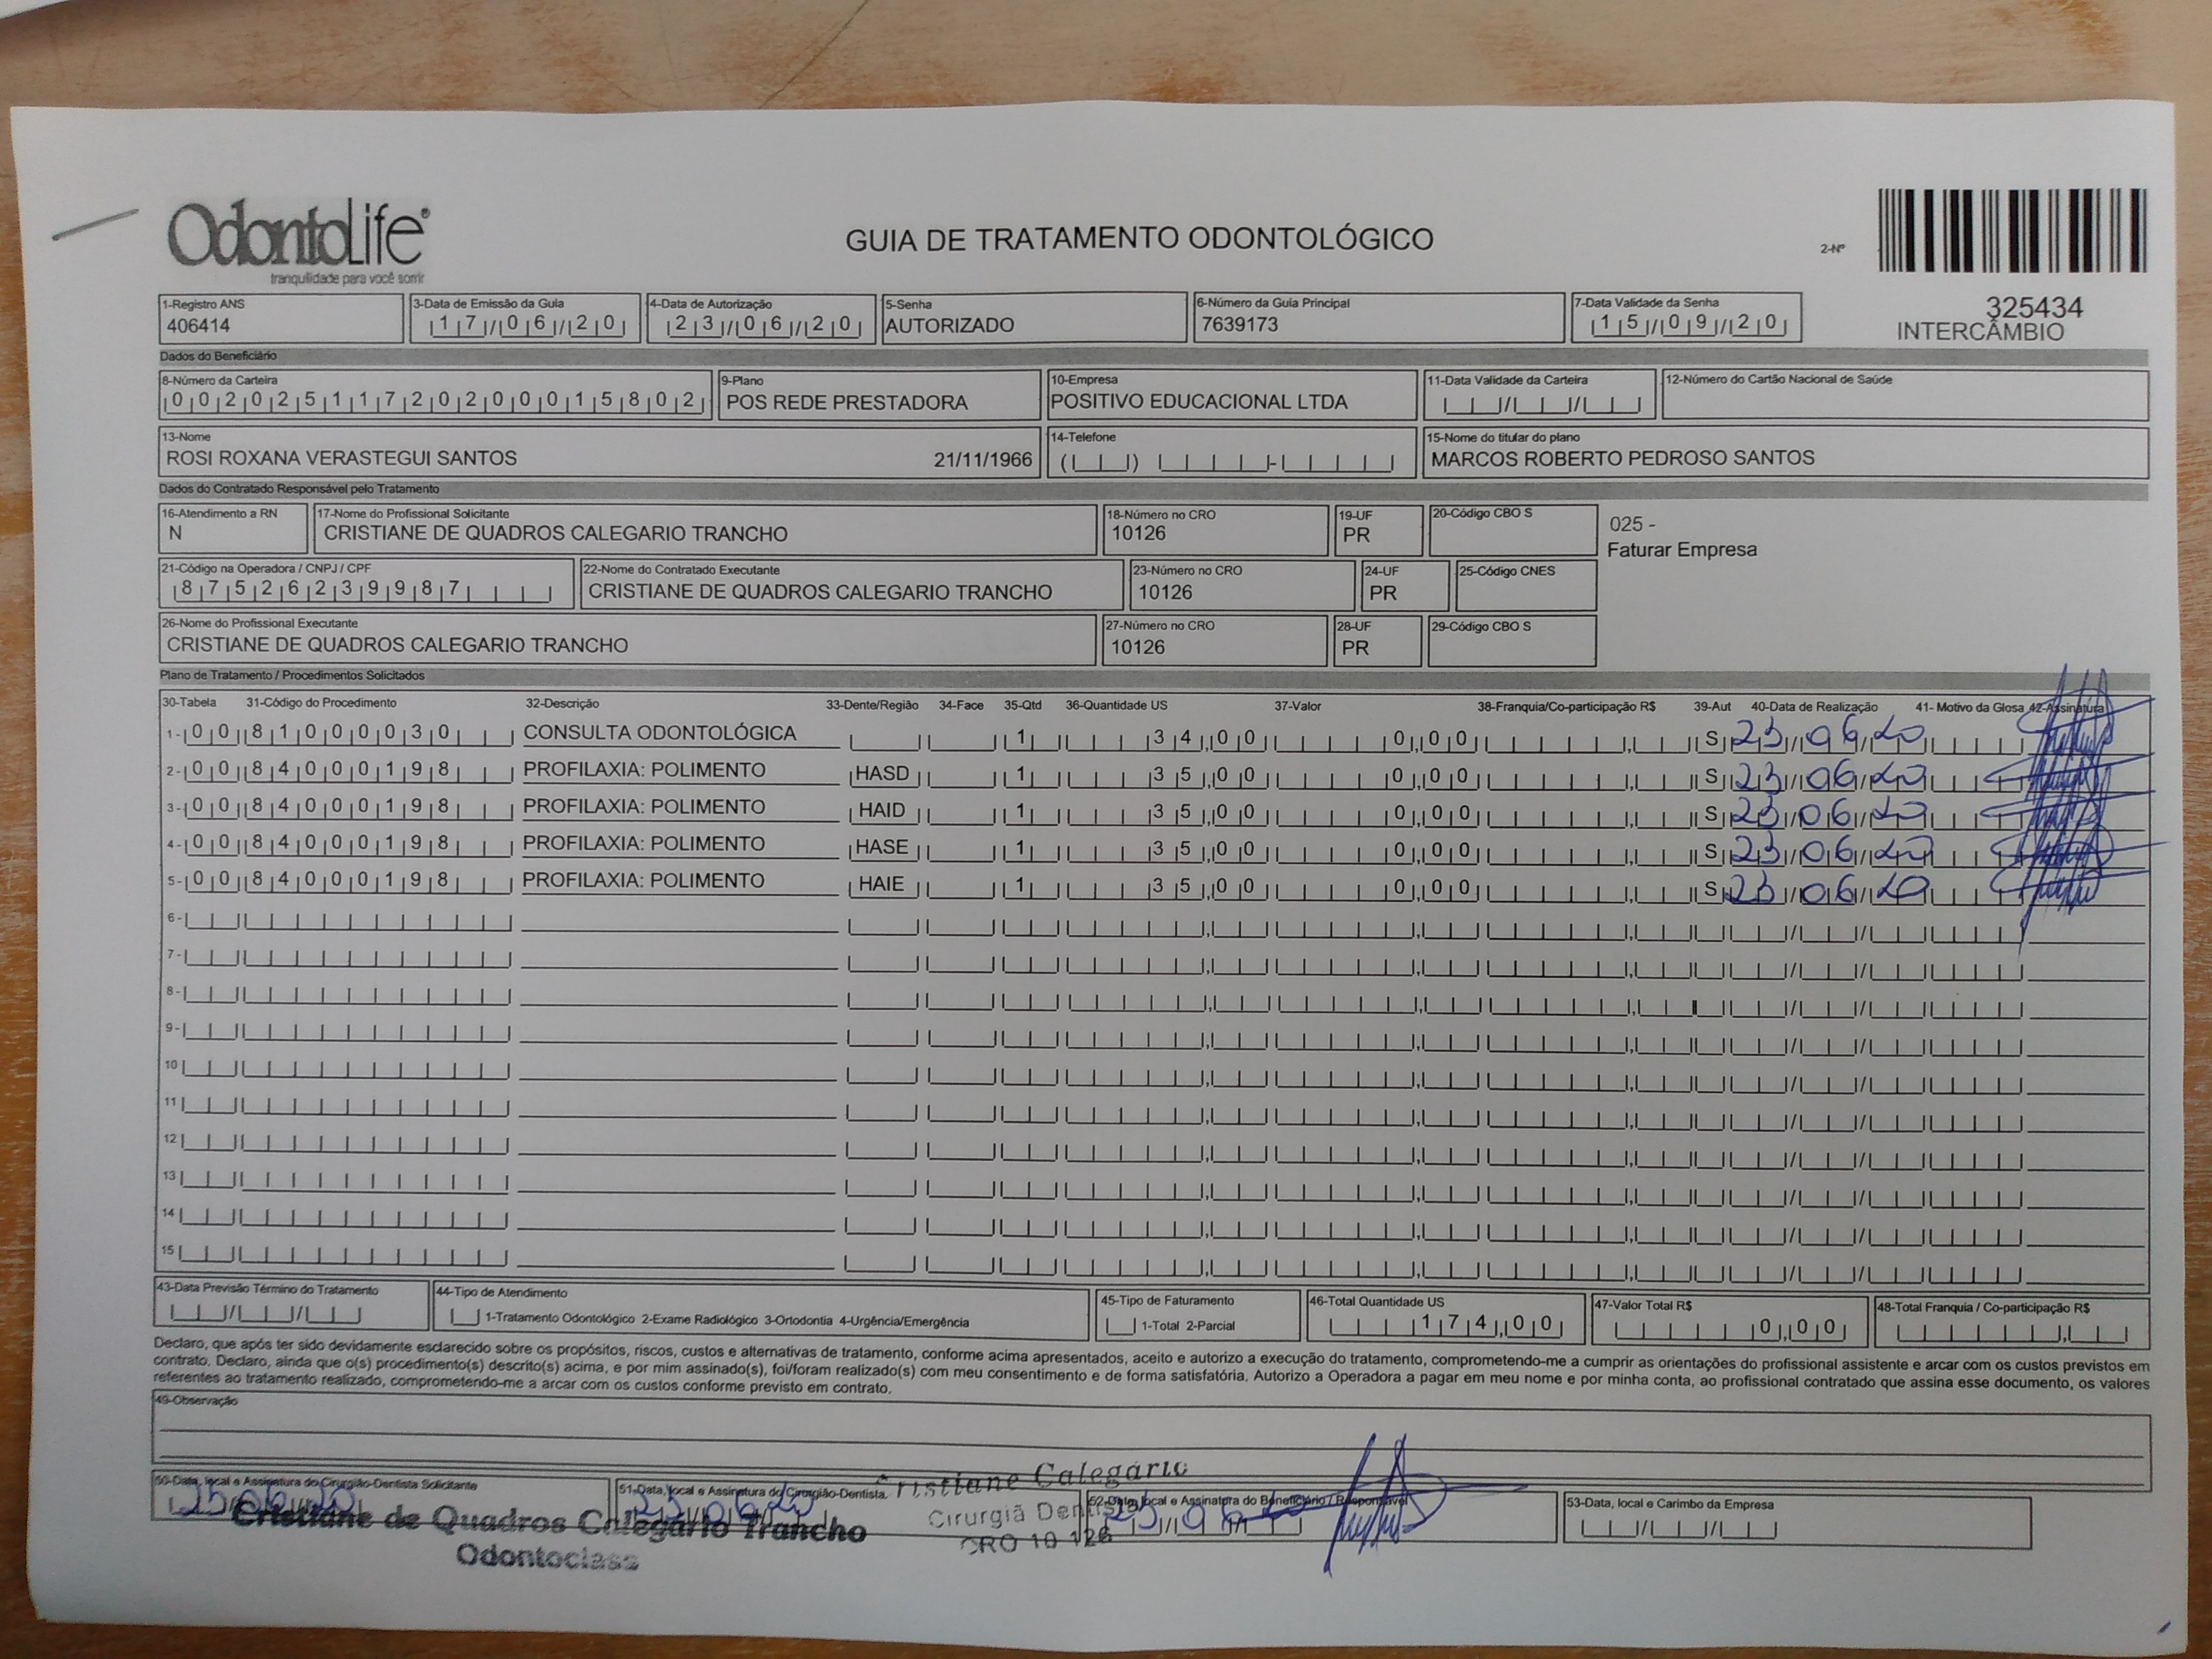 OdontoLife®
tranquilidade para você sorrir
GUIA DE TRATAMENTO ODONTOLÓGICO
2-Nº
325434
INTERCÂMBIO
1-Registro ANS
406414
3-Data de Emissão da Guia
17/06/20
4-Data de Autorização
23/06/20
5-Senha
AUTORIZADO
6-Número da Guia Principal
7639173
7-Data Validade da Senha
15/09/20
Dados do Beneficiário
8-Número da Carteira
00202511720200015802
9-Plano
POS REDE PRESTADORA
10-Empresa
POSITIVO EDUCACIONAL LTDA
11-Data Validade da Carteira
12-Número do Cartão Nacional de Saúde
13-Nome
ROSI ROXANA VERASTEGUI SANTOS 21/11/1966
14-Telefone
15-Nome do titular do plano
MARCOS ROBERTO PEDROSO SANTOS
Dados do Contratado Responsável pelo Tratamento
16-Atendimento a RN
N
17-Nome do Profissional Solicitante
CRISTIANE DE QUADROS CALEGARIO TRANCHO
18-Número no CRO
10126
19-UF
PR
20-Código CBO S
025 -
Faturar Empresa
21-Código na Operadora / CNPJ / CPF
87526239987
22-Nome do Contratado Executante
CRISTIANE DE QUADROS CALEGARIO TRANCHO
23-Número no CRO
10126
24-UF
PR
25-Código CNES
26-Nome do Profissional Executante
CRISTIANE DE QUADROS CALEGARIO TRANCHO
27-Número no CRO
10126
28-UF
PR
29-Código CBO S
Plano de Tratamento / Procedimentos Solicitados
30-Tabela 31-Código do Procedimento 32-Descrição 33-Dente/Região 34-Face 35-Qtd 36-Quantidade US 37-Valor 38-Franquia/Co-participação R$ 39-Aut 40-Data de Realização 41- Motivo da Glosa 42-Assinatura
1- 00 81000030 CONSULTA ODONTOLÓGICA 1 34,00 0,00 S 23/06/20
2- 00 84000198 PROFILAXIA: POLIMENTO HASD 1 35,00 0,00 S 23/06/20
3- 00 84000198 PROFILAXIA: POLIMENTO HAID 1 35,00 0,00 S 23/06/20
4- 00 84000198 PROFILAXIA: POLIMENTO HASE 1 35,00 0,00 S 23/06/20
5- 00 84000198 PROFILAXIA: POLIMENTO HAIE 1 35,00 0,00 S 23/06/20
6-
7-
8-
9-
10
11
12
13
14
15
43-Data Previsão Término do Tratamento
44-Tipo de Atendimento
1-Tratamento Odontológico 2-Exame Radiológico 3-Ortodontia 4-Urgência/Emergência
45-Tipo de Faturamento
1-Total 2-Parcial
46-Total Quantidade US
174,00
47-Valor Total R$
0,00
48-Total Franquia / Co-participação R$
Declaro, que após ter sido devidamente esclarecido sobre os propósitos, riscos, custos e alternativas de tratamento, conforme acima apresentados, aceito e autorizo a execução do tratamento, comprometendo-me a cumprir as orientações do profissional assistente e arcar com os custos previstos em
contrato. Declaro, ainda que o(s) procedimento(s) descrito(s) acima, e por mim assinado(s), foi/foram realizado(s) com meu consentimento e de forma satisfatória. Autorizo a Operadora a pagar em meu nome e por minha conta, ao profissional contratado que assina esse documento, os valores
referentes ao tratamento realizado, comprometendo-me a arcar com os custos conforme previsto em contrato.
49-Observação
50-Data, local e Assinatura do Cirurgião-Dentista Solicitante
51-Data, local e Assinatura do Cirurgião-Dentista
23/06/20
52-Data, local e Assinatura do Beneficiário / Responsável
23/06/20
53-Data, local e Carimbo da Empresa
Cristiane de Quadros Calegario Trancho
Odontoclass
Cristiane Calegário
Cirurgiã Dentista
CRO 10 126